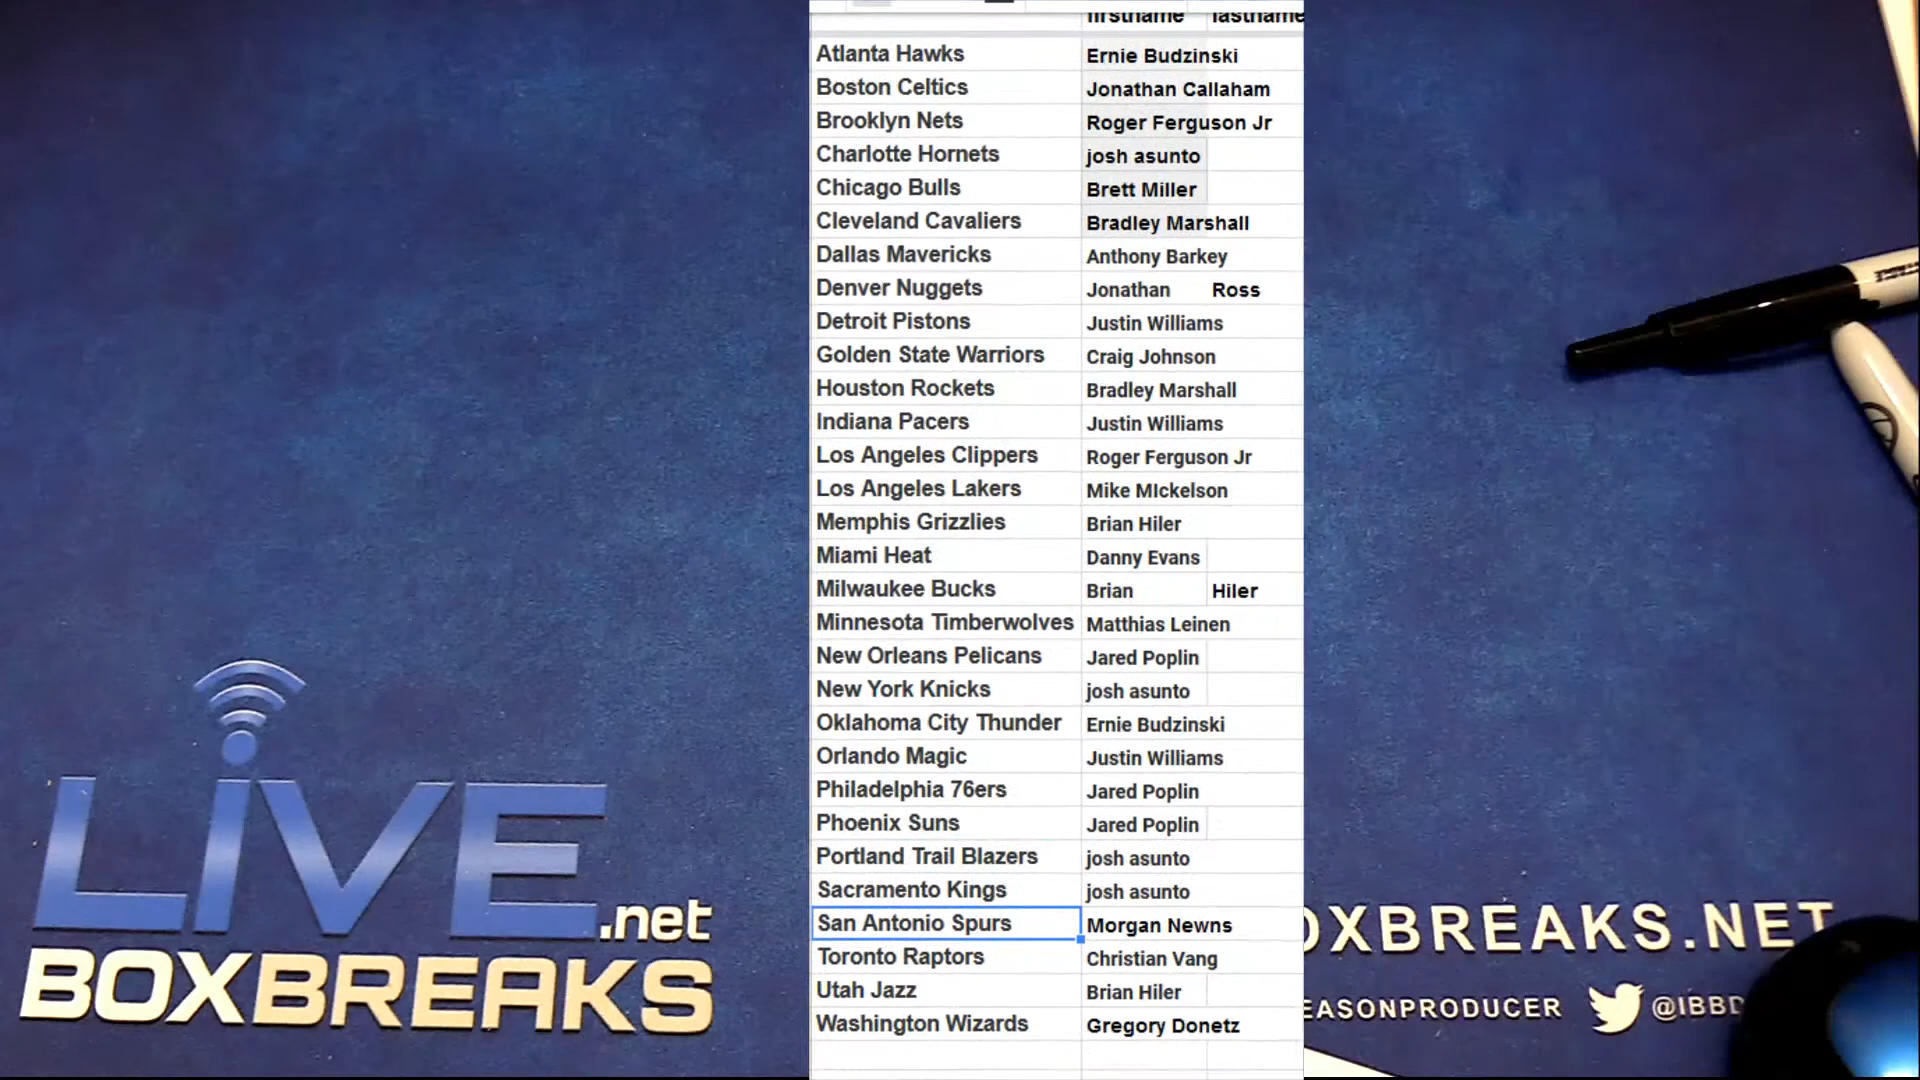 firstname lastname
Atlanta Hawks Ernie Budzinski
Boston Celtics Jonathan Callaham
Brooklyn Nets Roger Ferguson Jr
Charlotte Hornets josh asunto
Chicago Bulls Brett Miller
Cleveland Cavaliers Bradley Marshall
Dallas Mavericks Anthony Barkey
Denver Nuggets Jonathan Ross
Detroit Pistons Justin Williams
Golden State Warriors Craig Johnson
Houston Rockets Bradley Marshall
Indiana Pacers Justin Williams
Los Angeles Clippers Roger Ferguson Jr
Los Angeles Lakers Mike MIckelson
Memphis Grizzlies Brian Hiler
Miami Heat Danny Evans
Milwaukee Bucks Brian Hiler
Minnesota Timberwolves Matthias Leinen
New Orleans Pelicans Jared Poplin
New York Knicks josh asunto
Oklahoma City Thunder Ernie Budzinski
Orlando Magic Justin Williams
Philadelphia 76ers Jared Poplin
Phoenix Suns Jared Poplin
Portland Trail Blazers josh asunto
Sacramento Kings josh asunto
San Antonio Spurs Morgan Newns
Toronto Raptors Christian Vang
Utah Jazz Brian Hiler
Washington Wizards Gregory Donetz
LiVE.net
BOXBREAKS
OXBREAKS.NET
EASONPRODUCER @IBBD